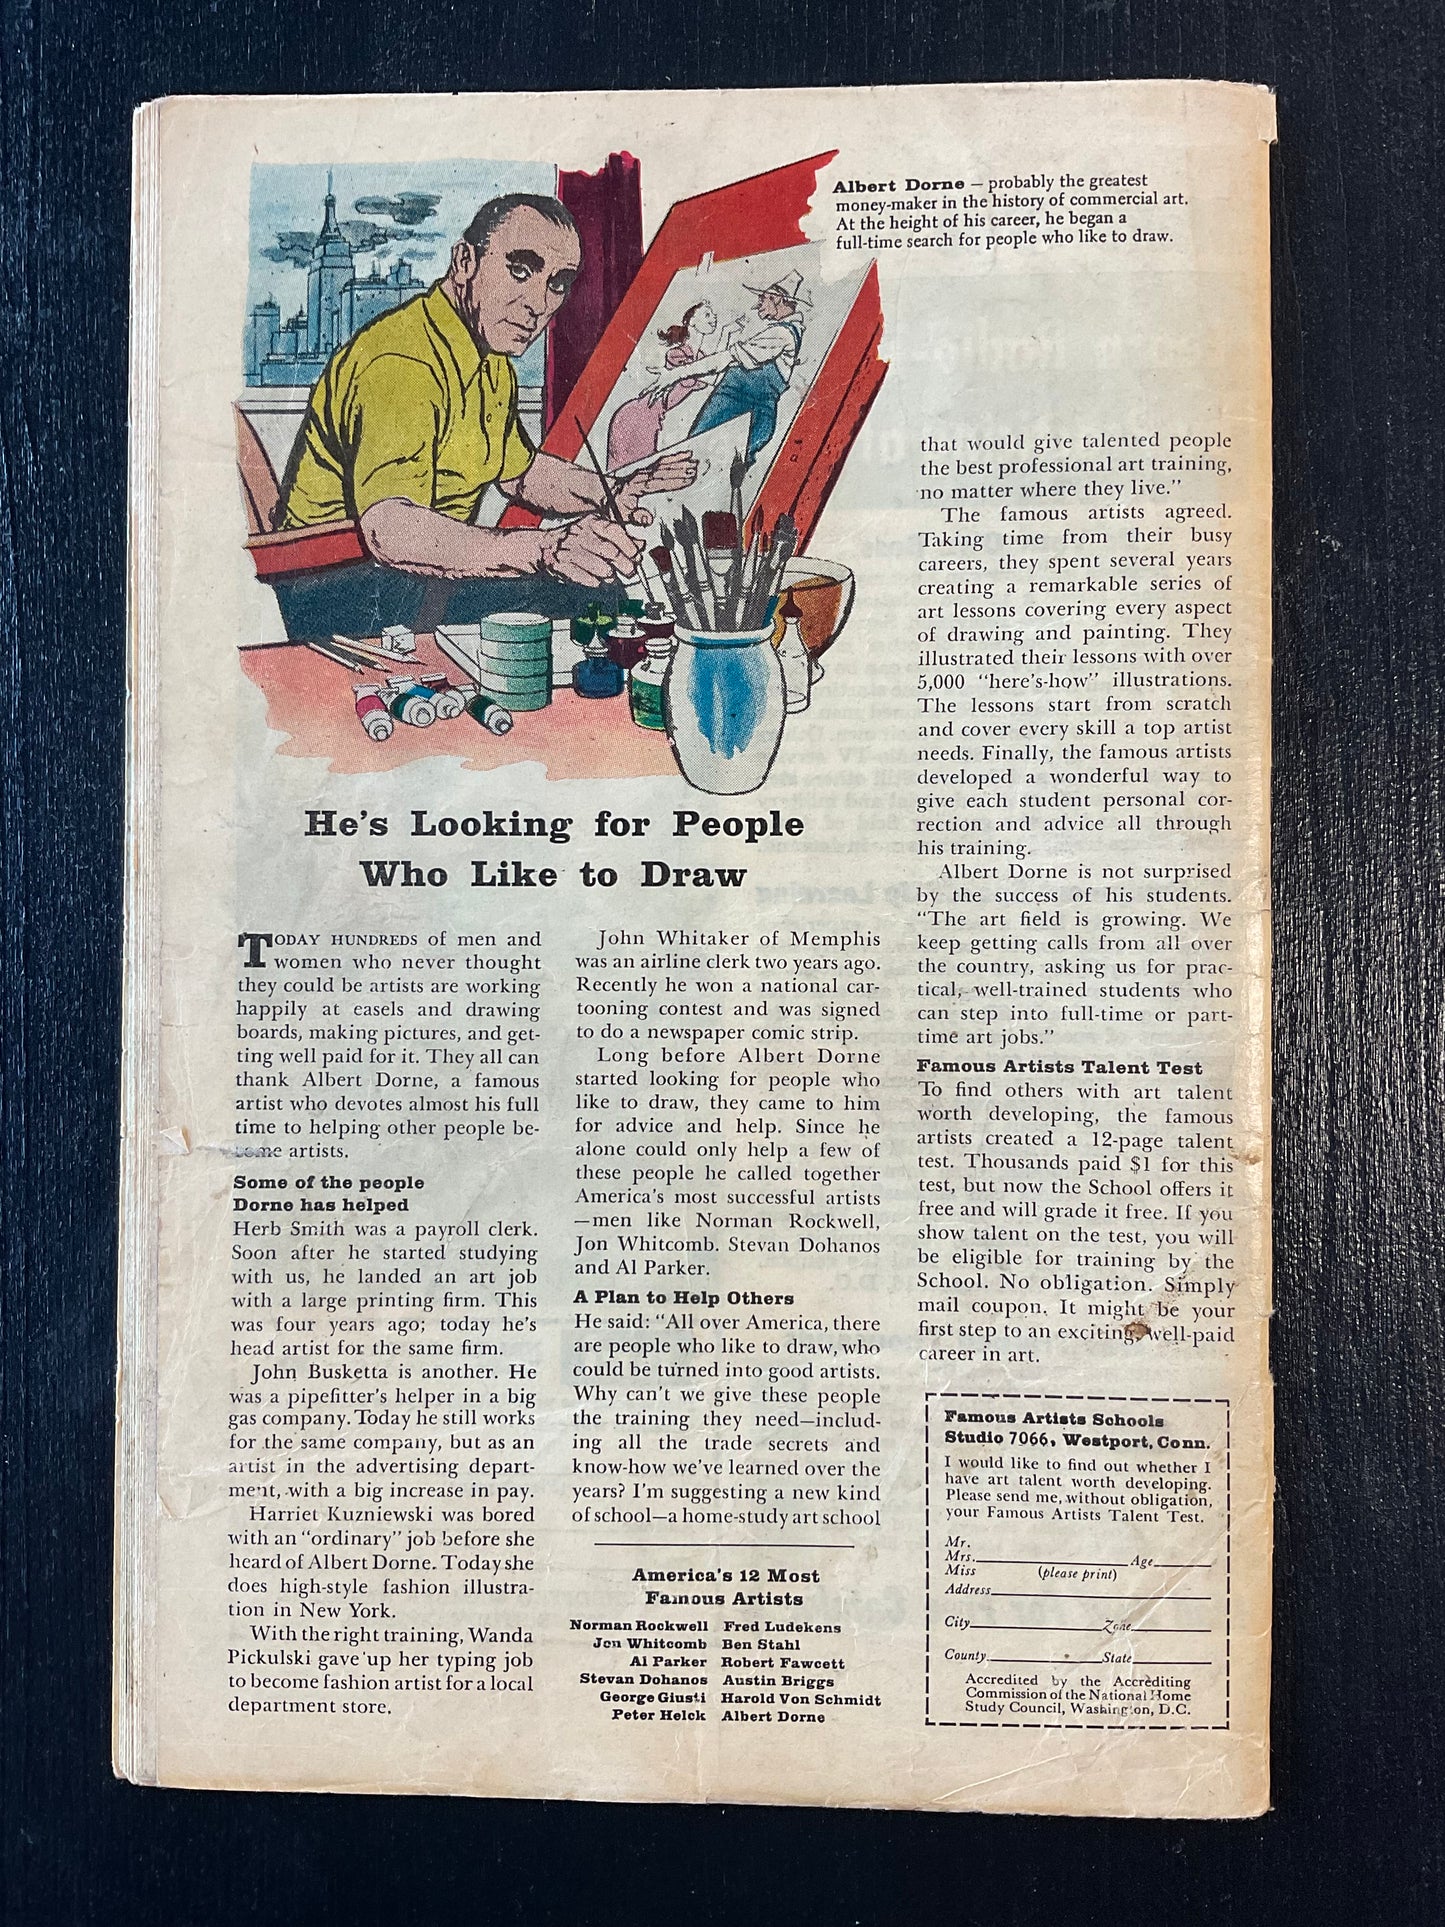 Albert Dorne — probably the greatest
money-maker in the history of commercial art.
At the height of his career, he began a
full-time search for people who like to draw.
He's Looking for People
Who Like to Draw
TODAY HUNDREDS of men and
women who never thought
they could be artists are working
happily at easels and drawing
boards, making pictures, and get-
ting well paid for it. They all can
thank Albert Dorne, a famous
artist who devotes almost his full
time to helping other people be-
come artists.
Some of the people
Dorne has helped
Herb Smith was a payroll clerk.
Soon after he started studying
with us, he landed an art job
with a large printing firm. This
was four years ago; today he's
head artist for the same firm.
John Busketta is another. He
was a pipefitter's helper in a big
gas company. Today he still works
for the same company, but as an
artist in the advertising depart-
ment, with a big increase in pay.
Harriet Kuzniewski was bored
with an "ordinary" job before she
heard of Albert Dorne. Today she
does high-style fashion illustra-
tion in New York.
With the right training, Wanda
Pickulski gave up her typing job
to become fashion artist for a local
department store.
John Whitaker of Memphis
was an airline clerk two years ago.
Recently he won a national car-
tooning contest and was signed
to do a newspaper comic strip.
Long before Albert Dorne
started looking for people who
like to draw, they came to him
for advice and help. Since he
alone could only help a few of
these people he called together
America's most successful artists
—men like Norman Rockwell,
Jon Whitcomb. Stevan Dohanos
and Al Parker.
A Plan to Help Others
He said: "All over America, there
are people who like to draw, who
could be turned into good artists.
Why can't we give these people
the training they need—includ-
ing all the trade secrets and
know-how we've learned over the
years? I'm suggesting a new kind
of school—a home-study art school
America's 12 Most
Famous Artists
Norman Rockwell Fred Ludekens
Jon Whitcomb Ben Stahl
Al Parker Robert Fawcett
Stevan Dohanos Austin Briggs
George Giusti Harold Von Schmidt
Peter Helck Albert Dorne
that would give talented people
the best professional art training,
no matter where they live."
The famous artists agreed.
Taking time from their busy
careers, they spent several years
creating a remarkable series of
art lessons covering every aspect
of drawing and painting. They
illustrated their lessons with over
5,000 "here's-how" illustrations.
The lessons start from scratch
and cover every skill a top artist
needs. Finally, the famous artists
developed a wonderful way to
give each student personal cor-
rection and advice all through
his training.
Albert Dorne is not surprised
by the success of his students.
"The art field is growing. We
keep getting calls from all over
the country, asking us for prac-
tical, well-trained students who
can step into full-time or part-
time art jobs."
Famous Artists Talent Test
To find others with art talent
worth developing, the famous
artists created a 12-page talent
test. Thousands paid $1 for this
test, but now the School offers it
free and will grade it free. If you
show talent on the test, you will
be eligible for training by the
School. No obligation. Simply
mail coupon. It might be your
first step to an exciting, well-paid
career in art.
Famous Artists Schools
Studio 7066, Westport, Conn.
I would like to find out whether I
have art talent worth developing.
Please send me, without obligation,
your Famous Artists Talent Test.
Mr.
Mrs. Age
Miss (please print)
Address
City Zone
County State
Accredited by the Accrediting
Commission of the National Home
Study Council, Washington, D.C.